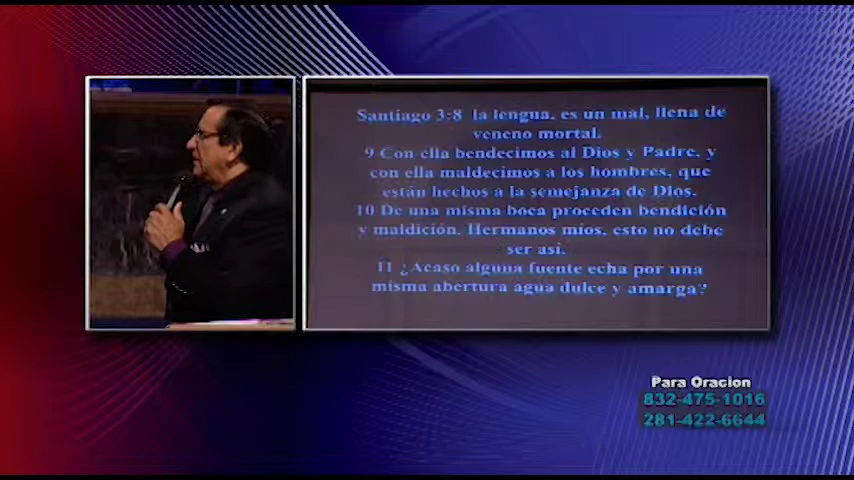 Santiago 3:8 la lengua, es un mal, llena de
veneno mortal.
9 Con ella bendecimos al Dios y Padre, y
con ella maldecimos a los hombres, que
están hechos a la semejanza de Dios.
10 De una misma boca proceden bendición
y maldición. Hermanos míos, esto no debe
ser así.
11 ¿Acaso alguna fuente echa por una
misma abertura agua dulce y amarga?
Para Oracion
832-475-1016
281-422-6644